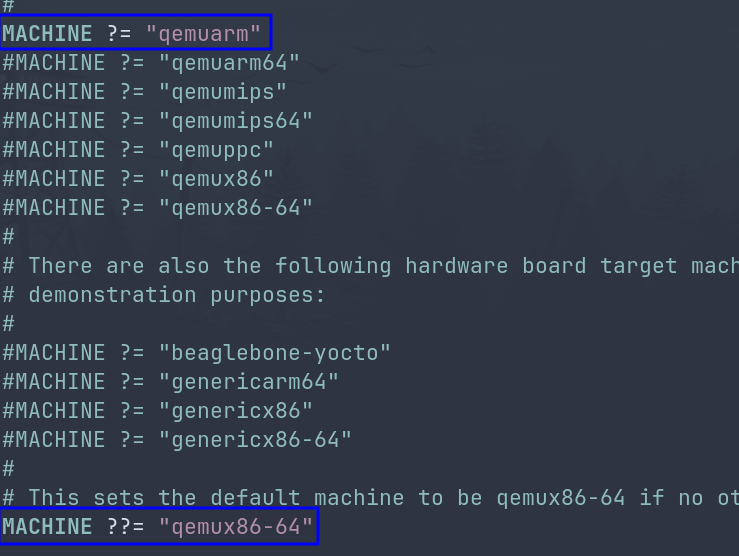 #
MACHINE ?= "qemuarm"
#MACHINE ?= "qemuarm64"
#MACHINE ?= "qemumips"
#MACHINE ?= "qemumips64"
#MACHINE ?= "qemuppc"
#MACHINE ?= "qemux86"
#MACHINE ?= "qemux86-64"
#
# There are also the following hardware board target mach
# demonstration purposes:
#
#MACHINE ?= "beaglebone-yocto"
#MACHINE ?= "genericarm64"
#MACHINE ?= "genericx86"
#MACHINE ?= "genericx86-64"
#
# This sets the default machine to be qemux86-64 if no ot
MACHINE ??= "qemux86-64"